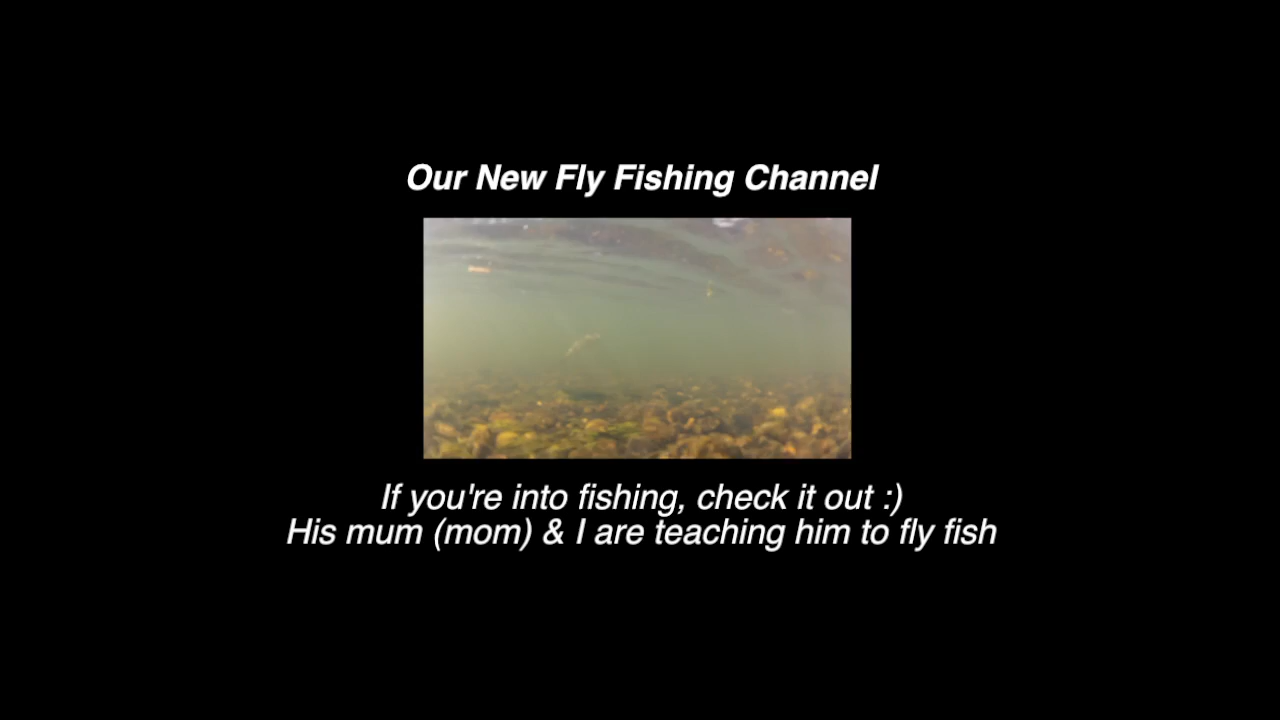 Our New Fly Fishing Channel
If you're into fishing, check it out :)
His mum (mom) & I are teaching him to fly fish